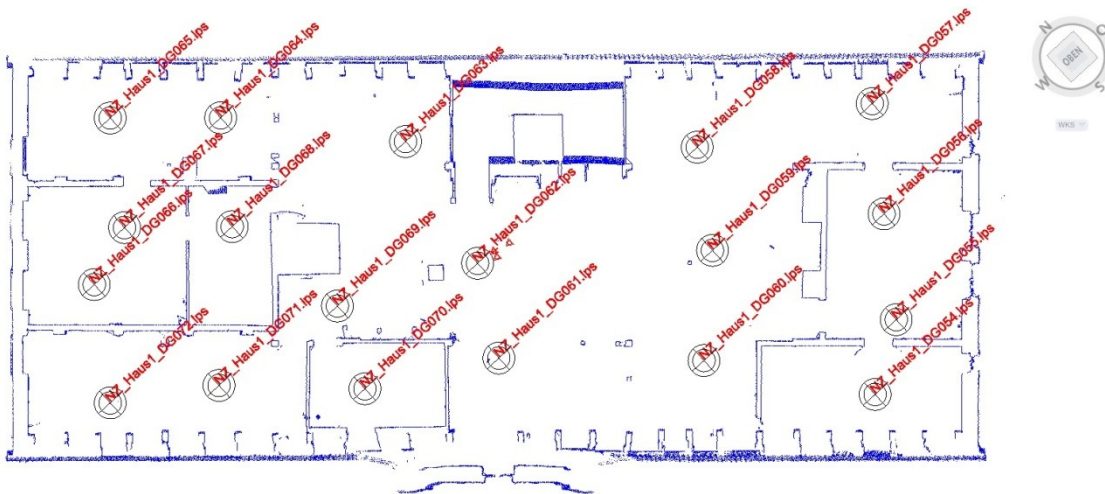 NZ_Haus1_DG065.lps
NZ_Haus1_DG064.lps
NZ_Haus1_DG063.lps
NZ_Haus1_DG058.lps
NZ_Haus1_DG057.lps
NZ_Haus1_DG067.lps
NZ_Haus1_DG068.lps
NZ_Haus1_DG066.lps
NZ_Haus1_DG069.lps
NZ_Haus1_DG062.lps
NZ_Haus1_DG059.lps
NZ_Haus1_DG056.lps
NZ_Haus1_DG055.lps
NZ_Haus1_DG072.lps
NZ_Haus1_DG071.lps
NZ_Haus1_DG070.lps
NZ_Haus1_DG061.lps
NZ_Haus1_DG060.lps
NZ_Haus1_DG054.lps
N
O
S
W
OBEN
WKS